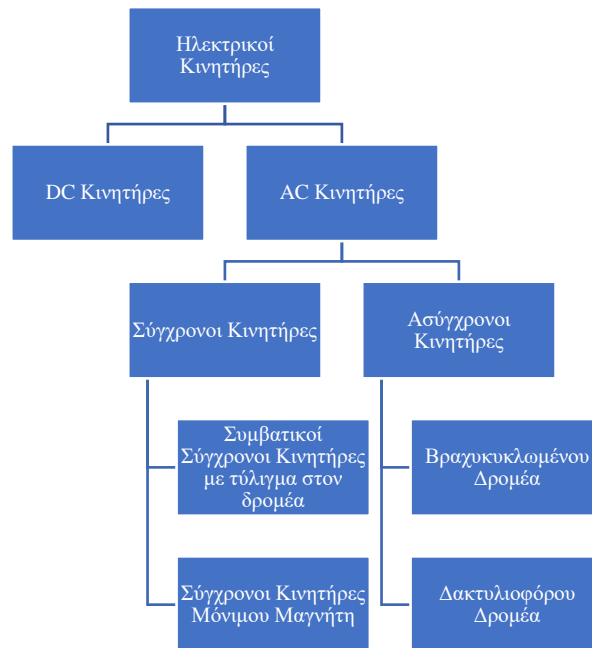 Ηλεκτρικοί
Κινητήρες
DC Κινητήρες
AC Κινητήρες
Σύγχρονοι Κινητήρες
Ασύγχρονοι
Κινητήρες
Συμβατικοί
Σύγχρονοι Κινητήρες
με τύλιγμα στον
δρομέα
Βραχυκυκλωμένου
Δρομέα
Σύγχρονοι Κινητήρες
Μόνιμου Μαγνήτη
Δακτυλιοφόρου
Δρομέα